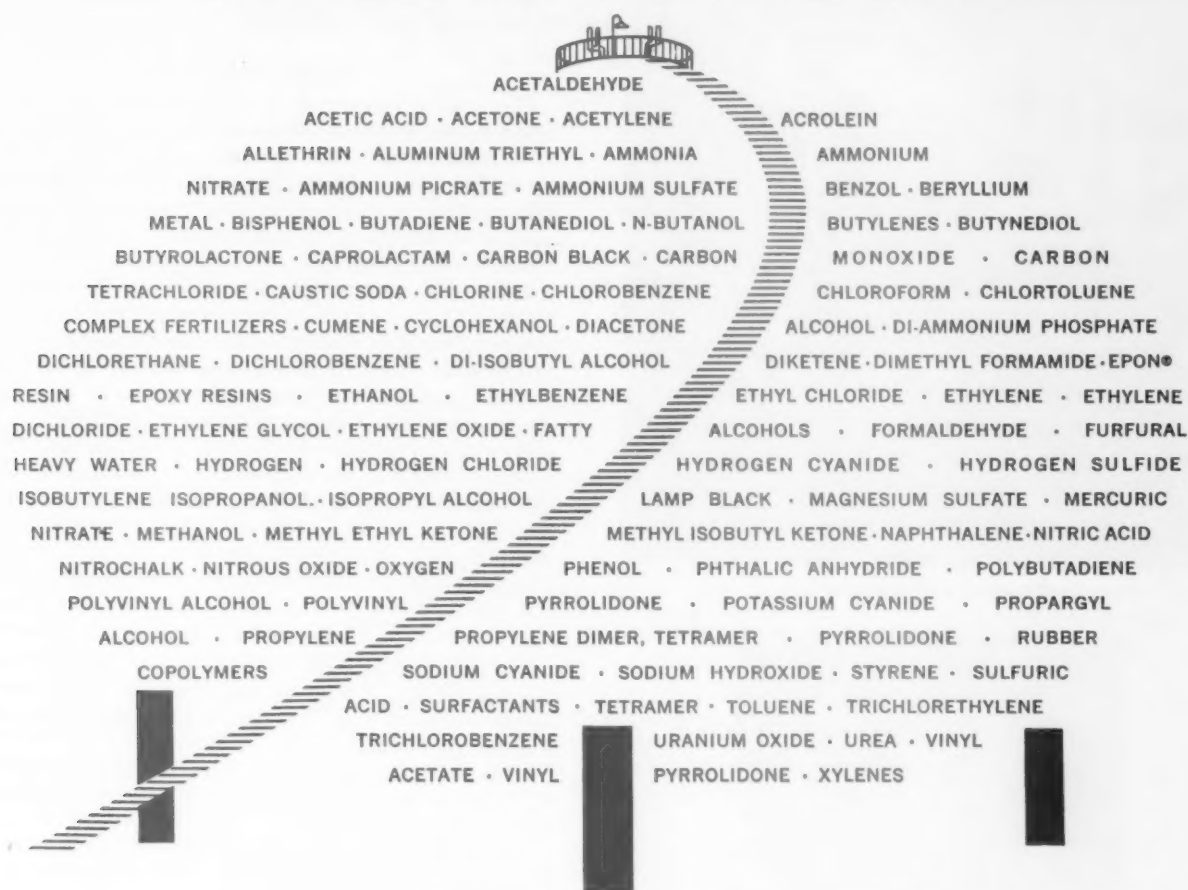 ACETALDEHYDE
ACETIC ACID · ACETONE · ACETYLENE ACROLEIN
ALLETHRIN · ALUMINUM TRIETHYL · AMMONIA AMMONIUM
NITRATE · AMMONIUM PICRATE · AMMONIUM SULFATE BENZOL · BERYLLIUM
METAL · BISPHENOL · BUTADIENE · BUTANEDIOL · N-BUTANOL BUTYLENES · BUTYNEDIOL
BUTYROLACTONE · CAPROLACTAM · CARBON BLACK · CARBON MONOXIDE · CARBON
TETRACHLORIDE · CAUSTIC SODA · CHLORINE · CHLOROBENZENE CHLOROFORM · CHLORTOLUENE
COMPLEX FERTILIZERS · CUMENE · CYCLOHEXANOL · DIACETONE ALCOHOL · DI-AMMONIUM PHOSPHATE
DICHLORETHANE · DICHLOROBENZENE · DI-ISOBUTYL ALCOHOL DIKETENE · DIMETHYL FORMAMIDE · EPON®
RESIN · EPOXY RESINS · ETHANOL · ETHYLBENZENE ETHYL CHLORIDE · ETHYLENE · ETHYLENE
DICHLORIDE · ETHYLENE GLYCOL · ETHYLENE OXIDE · FATTY ALCOHOLS · FORMALDEHYDE · FURFURAL
HEAVY WATER · HYDROGEN · HYDROGEN CHLORIDE HYDROGEN CYANIDE · HYDROGEN SULFIDE
ISOBUTYLENE ISOPROPANOL. · ISOPROPYL ALCOHOL LAMP BLACK · MAGNESIUM SULFATE · MERCURIC
NITRATE · METHANOL · METHYL ETHYL KETONE METHYL ISOBUTYL KETONE · NAPHTHALENE · NITRIC ACID
NITROCHALK · NITROUS OXIDE · OXYGEN PHENOL · PHTHALIC ANHYDRIDE · POLYBUTADIENE
POLYVINYL ALCOHOL · POLYVINYL PYRROLIDONE · POTASSIUM CYANIDE · PROPARGYL
ALCOHOL · PROPYLENE PROPYLENE DIMER, TETRAMER · PYRROLIDONE · RUBBER
COPOLYMERS SODIUM CYANIDE · SODIUM HYDROXIDE · STYRENE · SULFURIC
ACID · SURFACTANTS · TETRAMER · TOLUENE · TRICHLORETHYLENE
TRICHLOROBENZENE URANIUM OXIDE · UREA · VINYL
ACETATE · VINYL PYRROLIDONE · XYLENES